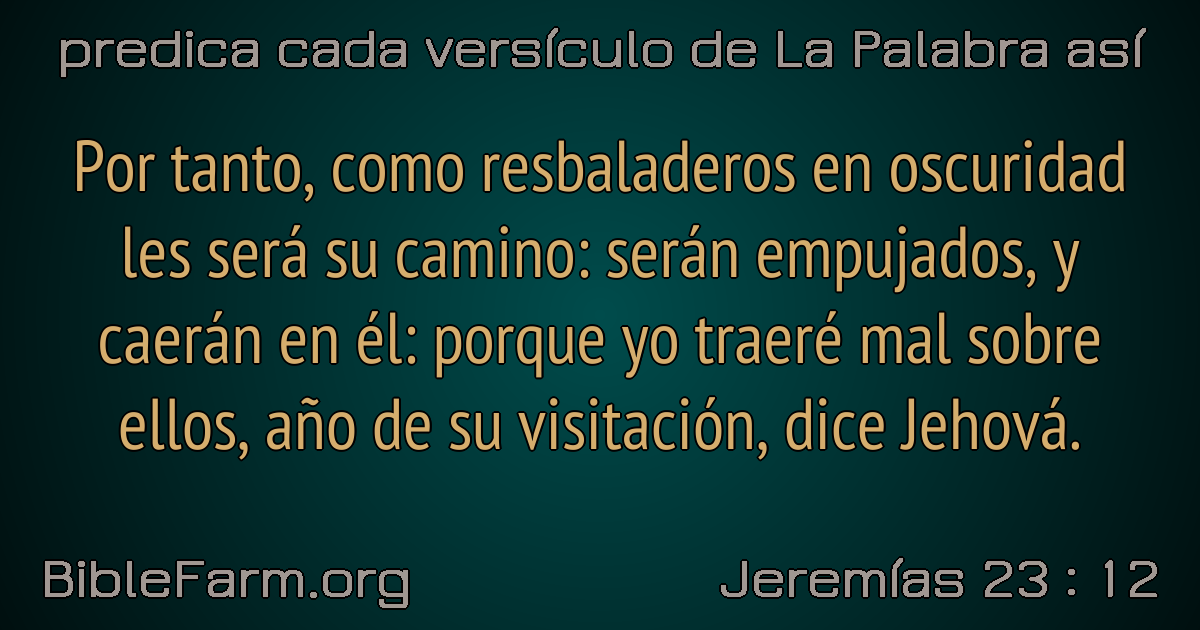 predica cada versículo de La Palabra así
Por tanto, como resbaladeros en oscuridad
les será su camino: serán empujados, y
caerán en él: porque yo traeré mal sobre
ellos, año de su visitación, dice Jehová.
BibleFarm.org
Jeremías 23 : 12